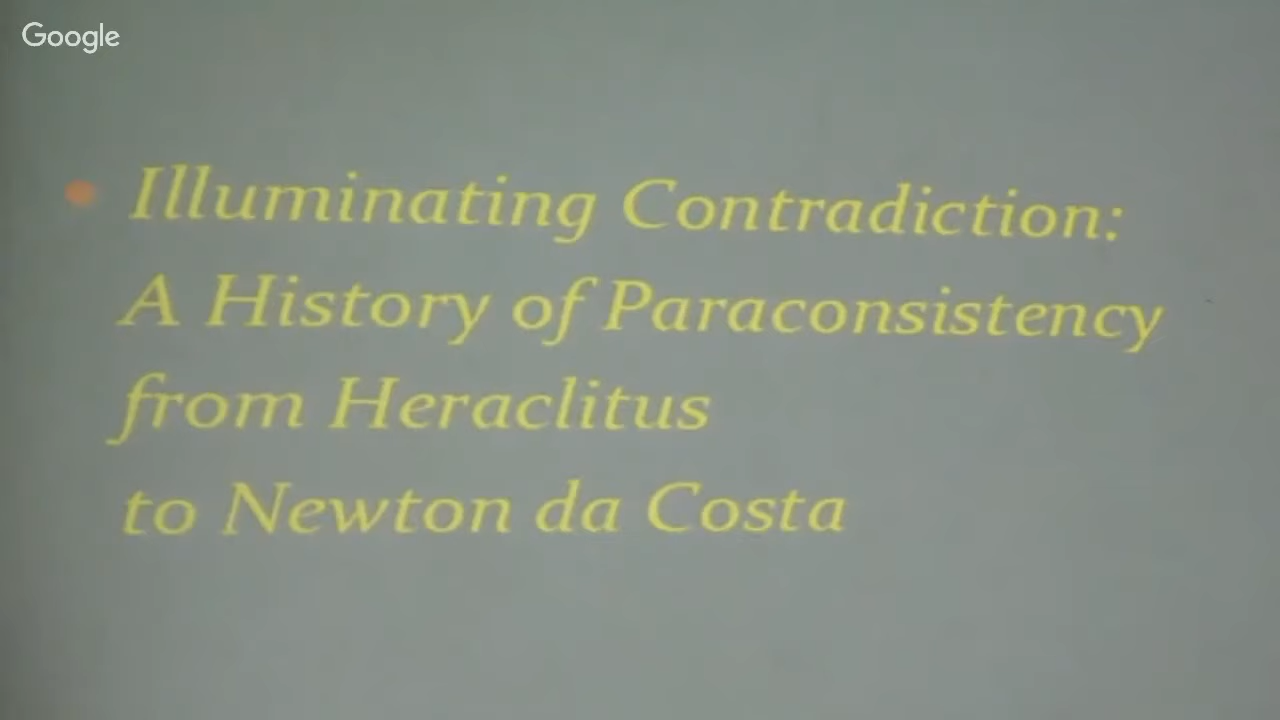 Google
Illuminating Contradiction:
A History of Paraconsistency
from Heraclitus
to Newton da Costa